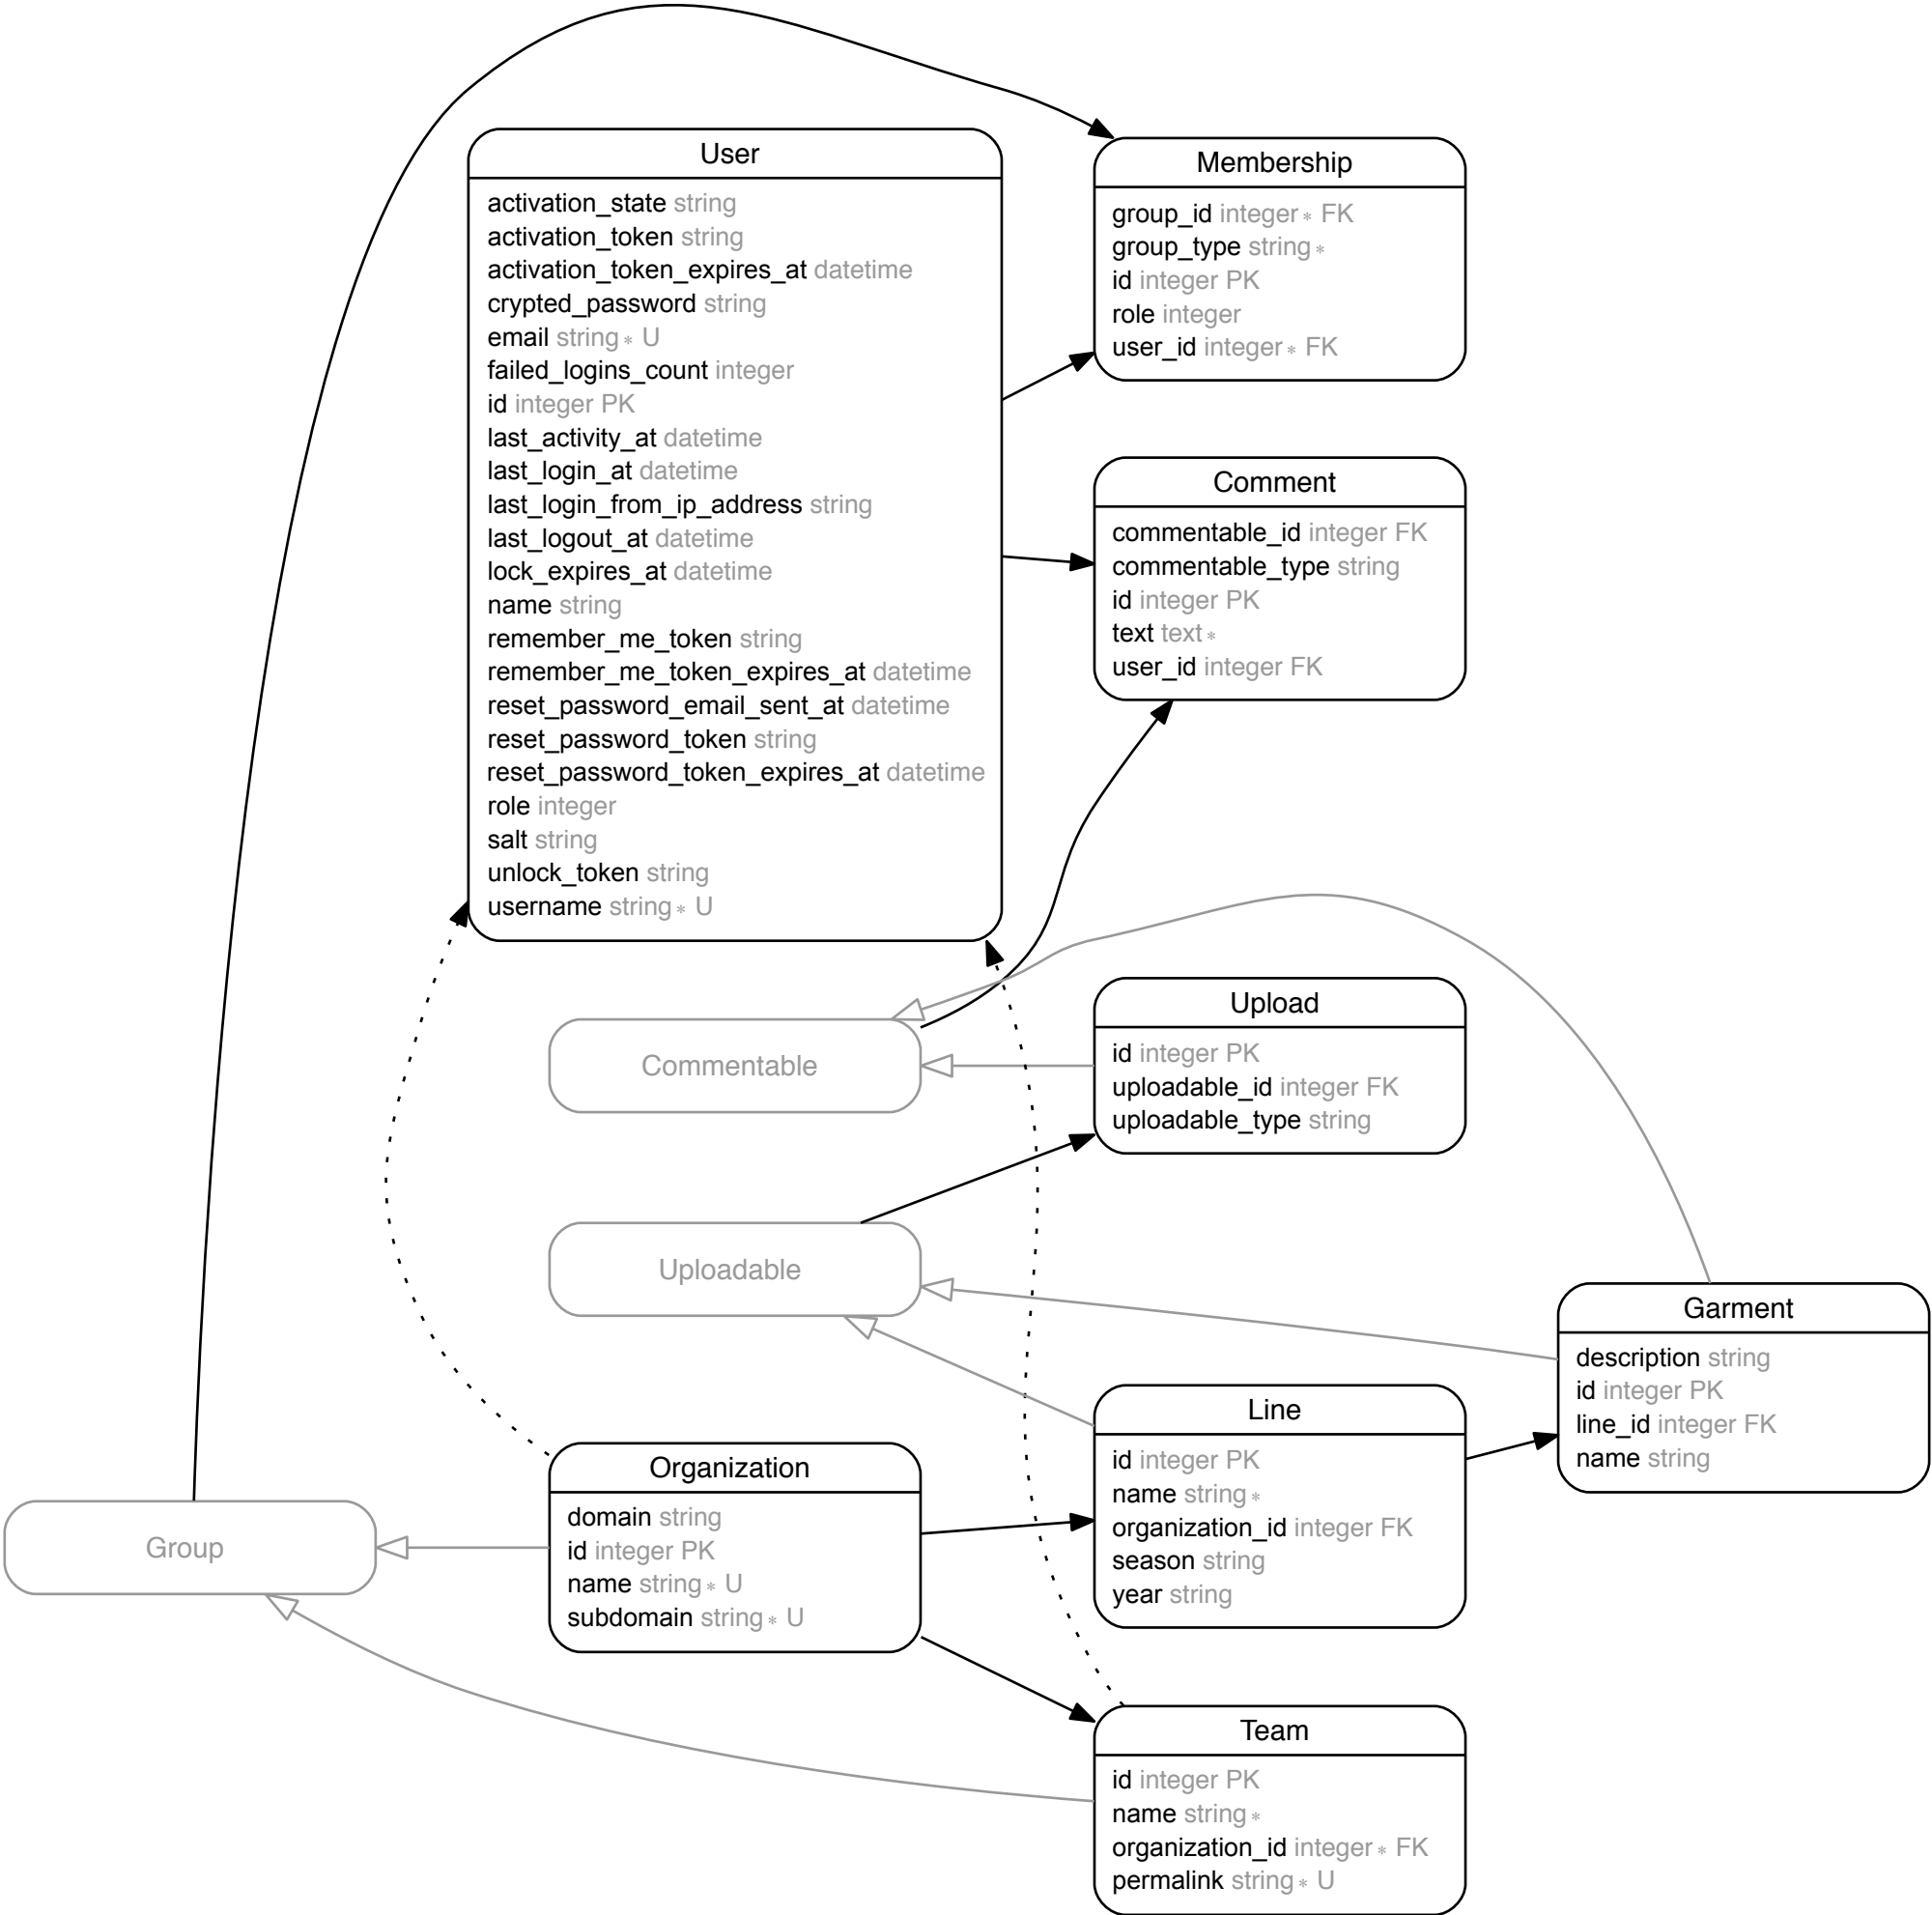 User
activation_state string
activation_token string
activation_token_expires_at datetime
crypted_password string
email string* U
failed_logins_count integer
id integer PK
last_activity_at datetime
last_login_at datetime
last_login_from_ip_address string
last_logout_at datetime
lock_expires_at datetime
name string
remember_me_token string
remember_me_token_expires_at datetime
reset_password_email_sent_at datetime
reset_password_token string
reset_password_token_expires_at datetime
role integer
salt string
unlock_token string
username string* U
Membership
group_id integer* FK
group_type string*
id integer PK
role integer
user_id integer* FK
Comment
commentable_id integer FK
commentable_type string
id integer PK
text text*
user_id integer FK
Commentable
Upload
id integer PK
uploadable_id integer FK
uploadable_type string
Uploadable
Garment
description string
id integer PK
line_id integer FK
name string
Line
id integer PK
name string*
organization_id integer FK
season string
year string
Organization
domain string
id integer PK
name string* U
subdomain string* U
Group
Team
id integer PK
name string*
organization_id integer* FK
permalink string* U